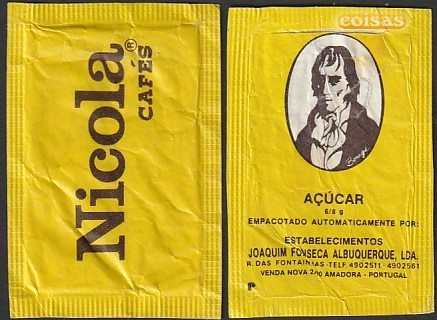 Nicola®
CAFÉS
coisas
Bocage
AÇÚCAR
6/8 g
EMPACOTADO AUTOMATICAMENTE POR:
ESTABELECIMENTOS
JOAQUIM FONSECA ALBUQUERQUE, LDA.
R. DAS FONTAINHAS-TELF 4902511-4902561
VENDA NOVA 2700 AMADORA - PORTUGAL